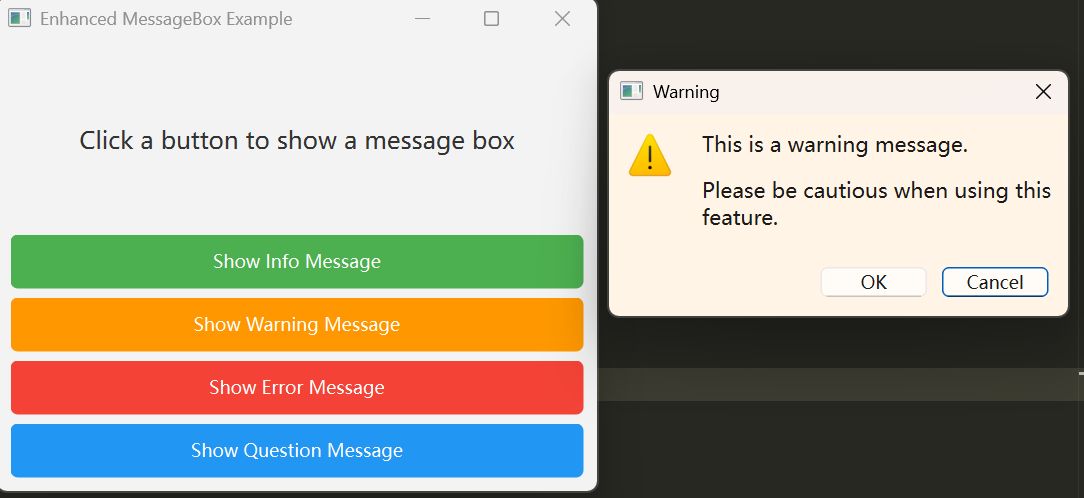 Enhanced MessageBox Example
Click a button to show a message box
Show Info Message
Show Warning Message
Show Error Message
Show Question Message
Warning
This is a warning message.
Please be cautious when using this
feature.
OK
Cancel